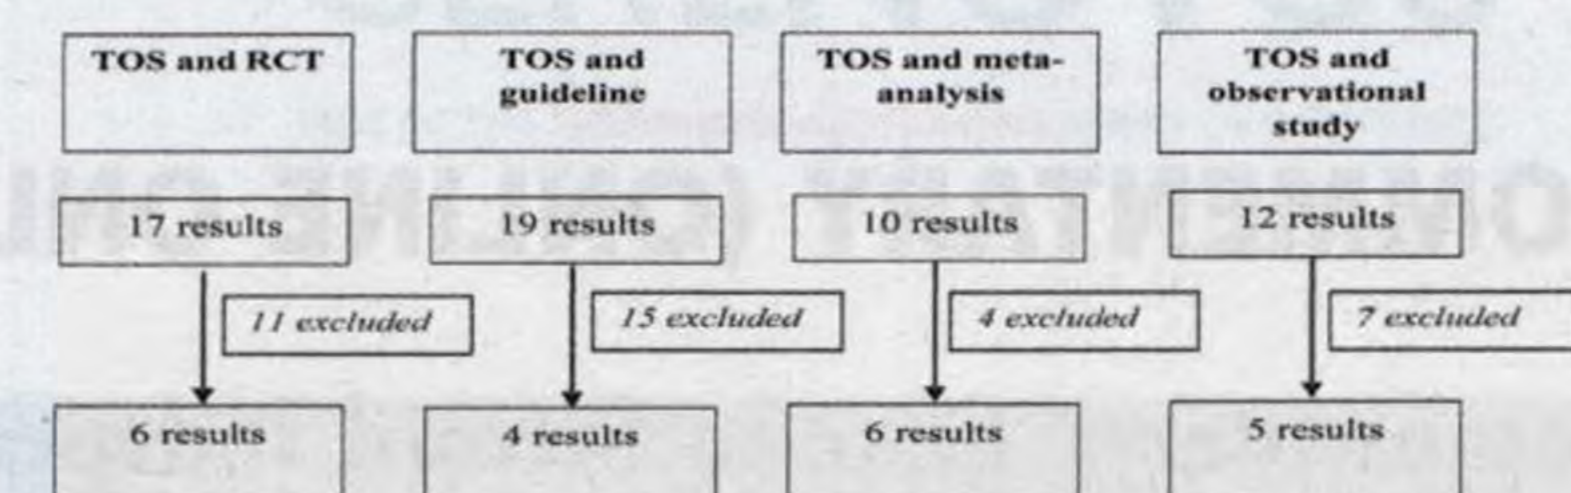 TOS and RCT
TOS and
guideline
TOS and meta-
analysis
TOS and
observational
study
17 results
19 results
10 results
12 results
11 excluded
15 excluded
4 excluded
7 excluded
6 results
4 results
6 results
5 results